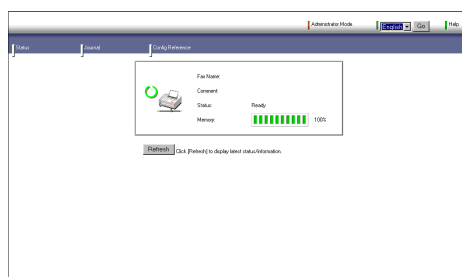 Administrator Mode English Go Help
Status Journal Config Reference
Fax Name:
Comment:
Status: Ready
Memory: 100%
Refresh Click [Refresh] to display latest status/information.